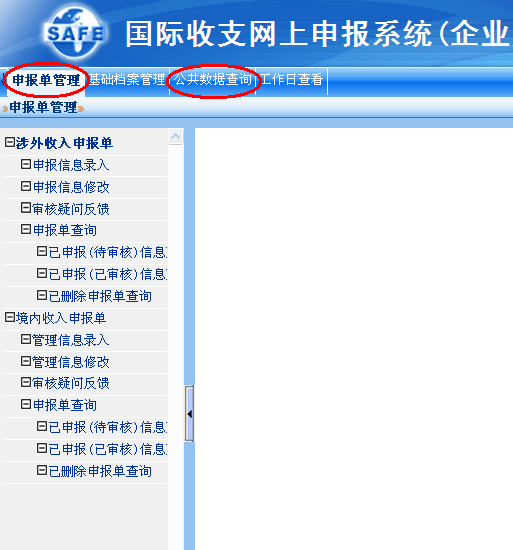 SAFE
国际收支网上申报系统(企业
申报单管理 基础档案管理 公共数据查询 工作日查看
申报单管理
涉外收入申报单
申报信息录入
申报信息修改
审核疑问反馈
申报单查询
已申报(待审核)信息
已申报(已审核)信息
已删除申报单查询
境内收入申报单
管理信息录入
管理信息修改
审核疑问反馈
申报单查询
已申报(待审核)信息
已申报(已审核)信息
已删除申报单查询